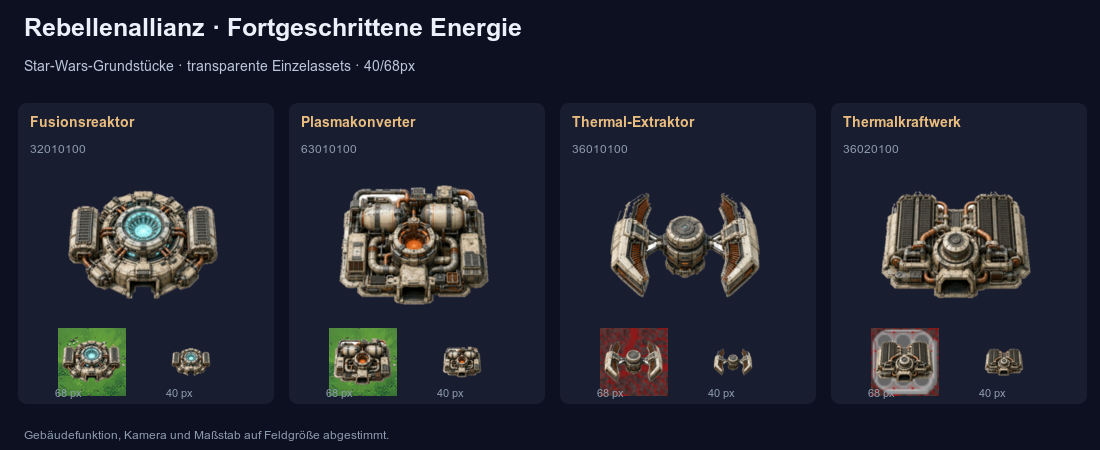 Rebellenallianz · Fortgeschrittene Energie
Star-Wars-Grundstücke · transparente Einzelassets · 40/68px
Fusionsreaktor
32010100
68 px
40 px
Plasmakonverter
63010100
68 px
40 px
Thermal-Extraktor
36010100
68 px
40 px
Thermalkraftwerk
36020100
68 px
40 px
Gebäudefunktion, Kamera und Maßstab auf Feldgröße abgestimmt.